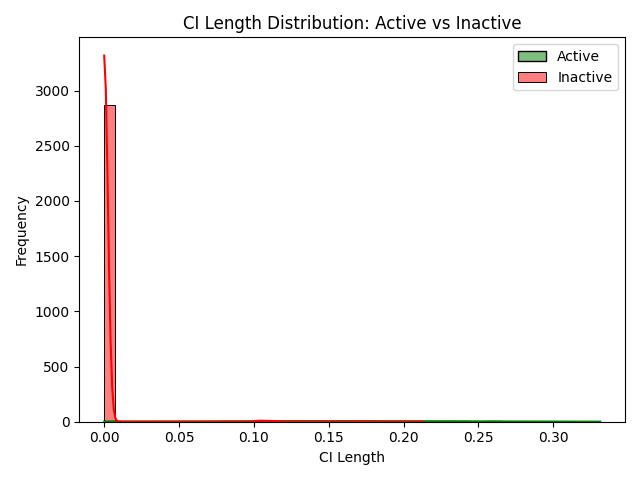 CI Length Distribution: Active vs Inactive
Active
Inactive
3000
2500
2000
1500
1000
500
0
Frequency
0.00 0.05 0.10 0.15 0.20 0.25 0.30
CI Length